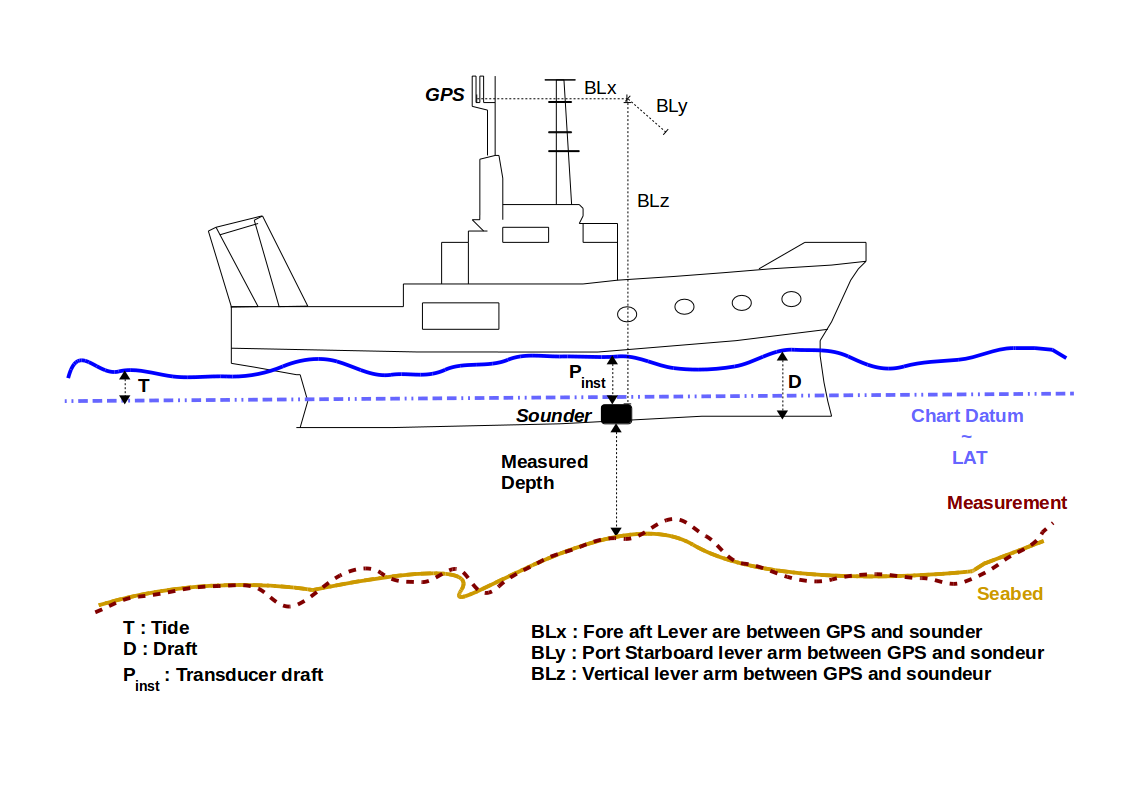 GPS
BLx
BLy
BLz
T
Pinst
D
Sounder
Chart Datum
~
LAT
Measured
Depth
Measurement
Seabed
T : Tide
D : Draft
Pinst : Transducer draft
BLx : Fore aft Lever are between GPS and sounder
BLy : Port Starboard lever arm between GPS and sondeur
BLz : Vertical lever arm between GPS and soundeur